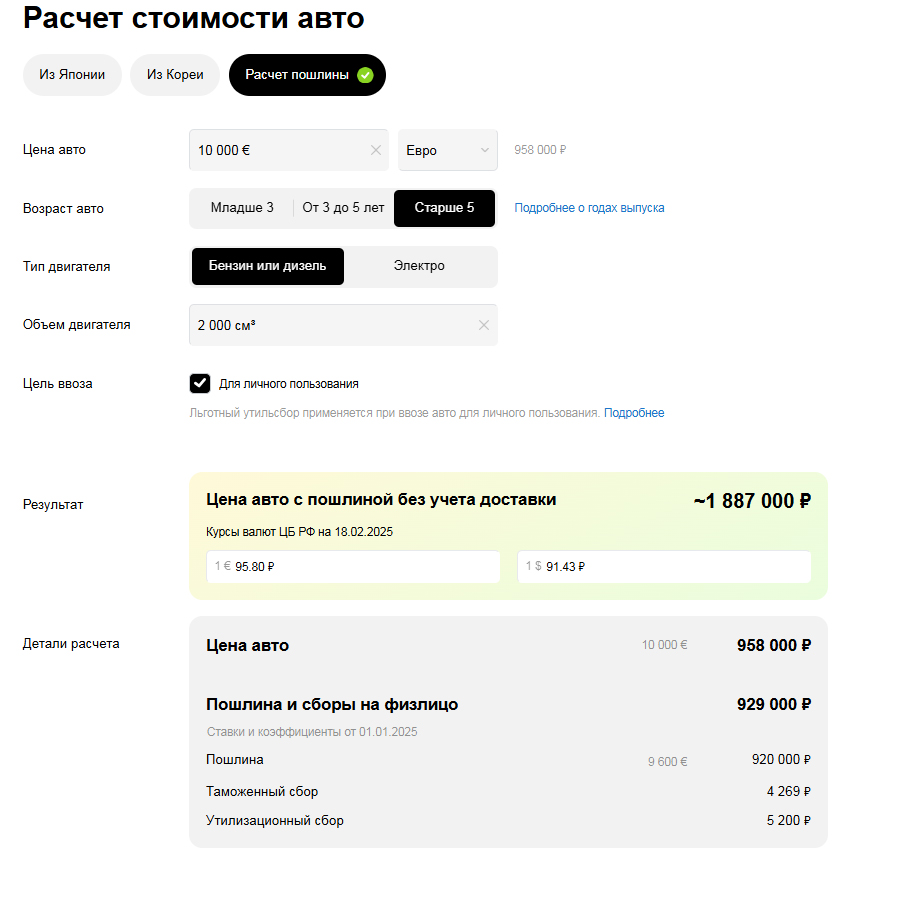 Расчет стоимости авто
Из Японии Из Кореи Расчет пошлины
Цена авто 10 000 € Евро 958 000 ₽
Возраст авто Младше 3 От 3 до 5 лет Старше 5 Подробнее о годах выпуска
Тип двигателя Бензин или дизель Электро
Объем двигателя 2 000 см³
Цель ввоза Для личного пользования
Льготный утильсбор применяется при ввозе авто для личного пользования. Подробнее
Результат Цена авто с пошлиной без учета доставки ~1 887 000 ₽
Курсы валют ЦБ РФ на 18.02.2025
1 € 95.80 ₽ 1 $ 91.43 ₽
Детали расчета Цена авто 10 000 € 958 000 ₽
Пошлина и сборы на физлицо 929 000 ₽
Ставки и коэффициенты от 01.01.2025
Пошлина 9 600 € 920 000 ₽
Таможенный сбор 4 269 ₽
Утилизационный сбор 5 200 ₽